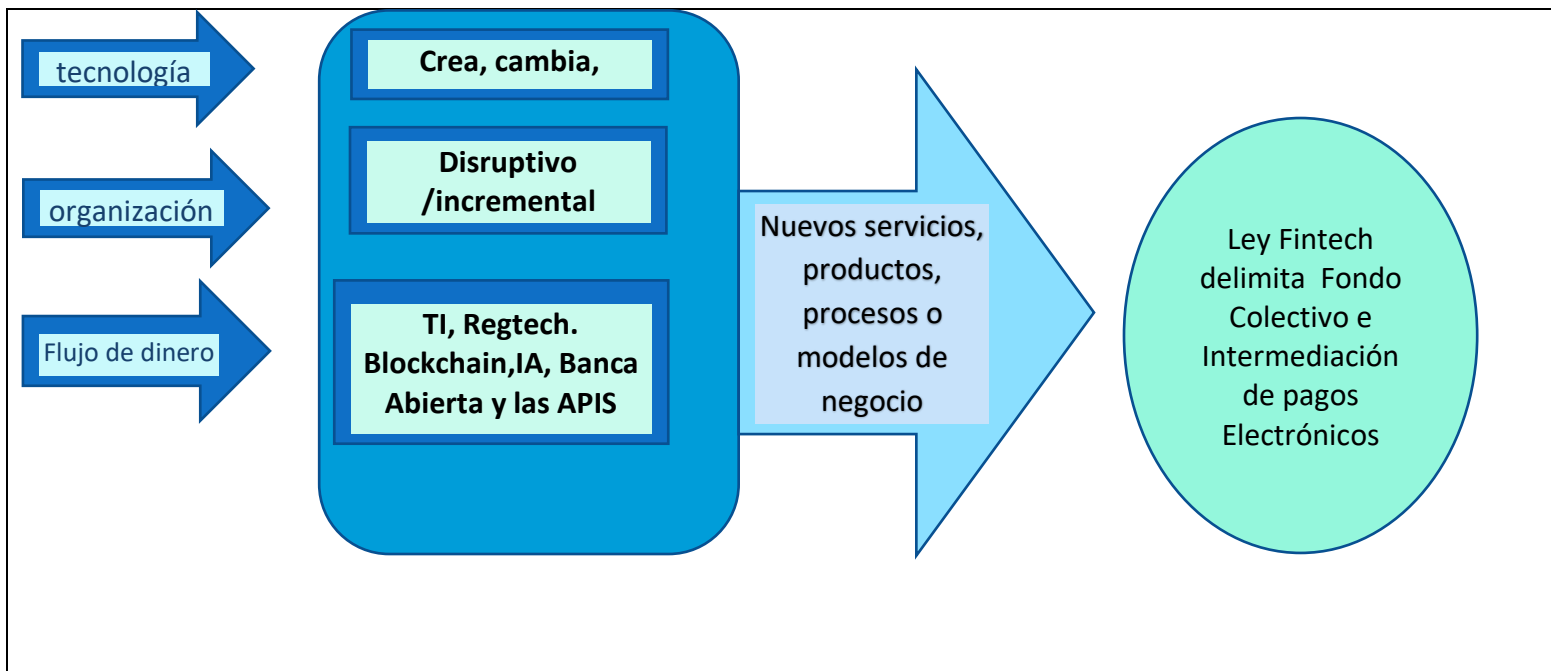 tecnología
organización
Flujo de dinero
Crea, cambia,
Disruptivo
/incremental
TI, Regtech.
Blockchain,IA, Banca
Abierta y las APIS
Nuevos servicios,
productos,
procesos o
modelos de
negocio
Ley Fintech
delimita  Fondo
Colectivo e
Intermediación
de pagos
Electrónicos